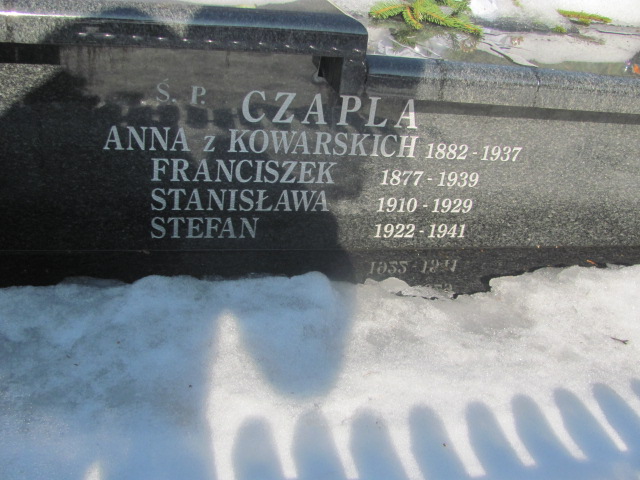 Ś. P. CZAPLA
ANNA z KOWARSKICH 1882 - 1937
FRANCISZEK 1877 - 1939
STANISŁAWA 1910 - 1929
STEFAN 1922 - 1941